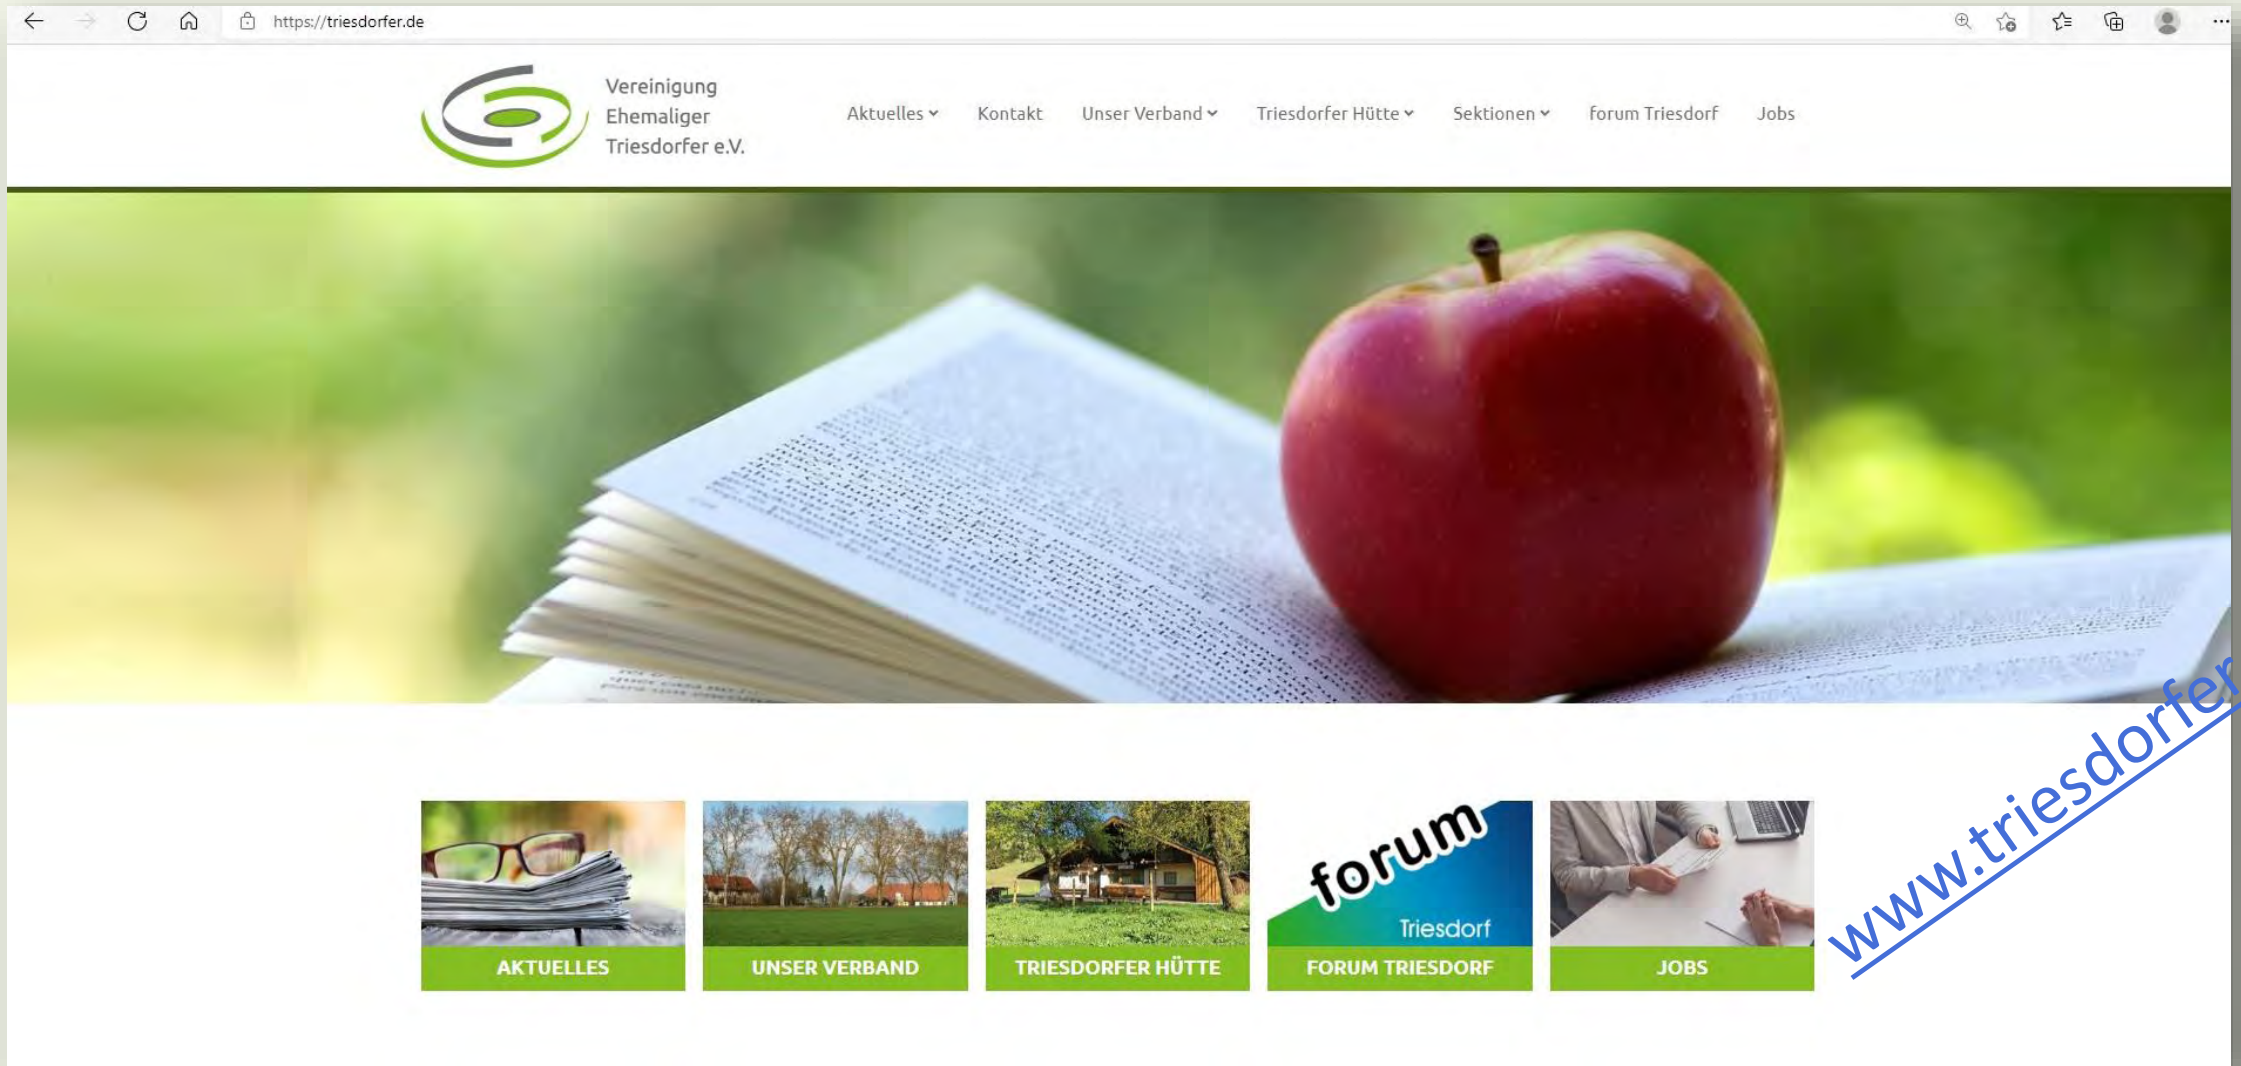 https://triesdorfer.de
Vereinigung
Ehemaliger
Triesdorfer e.V.
Aktuelles
Kontakt
Unser Verband
Triesdorfer Hütte
Sektionen
forum Triesdorf
Jobs
www.triesdorfer
forum
Triesdorf
AKTUELLES
UNSER VERBAND
TRIESDORFER HÜTTE
FORUM TRIESDORF
JOBS